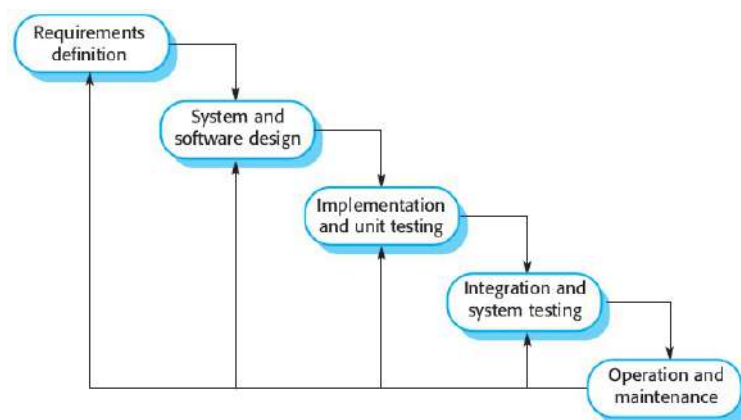 Requirements
definition
System and
software design
Implementation
and unit testing
Integration and
system testing
Operation and
maintenance